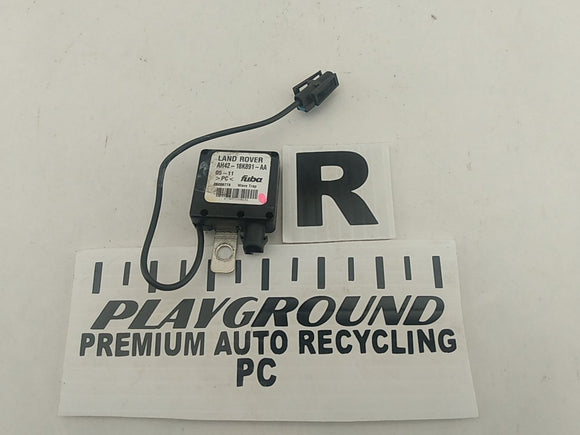 LAND ROVER
AH42-18K891-AA
05-11
>PC< fuba
Wave Trap
R
PLAYGROUND
PREMIUM AUTO RECYCLING
PC